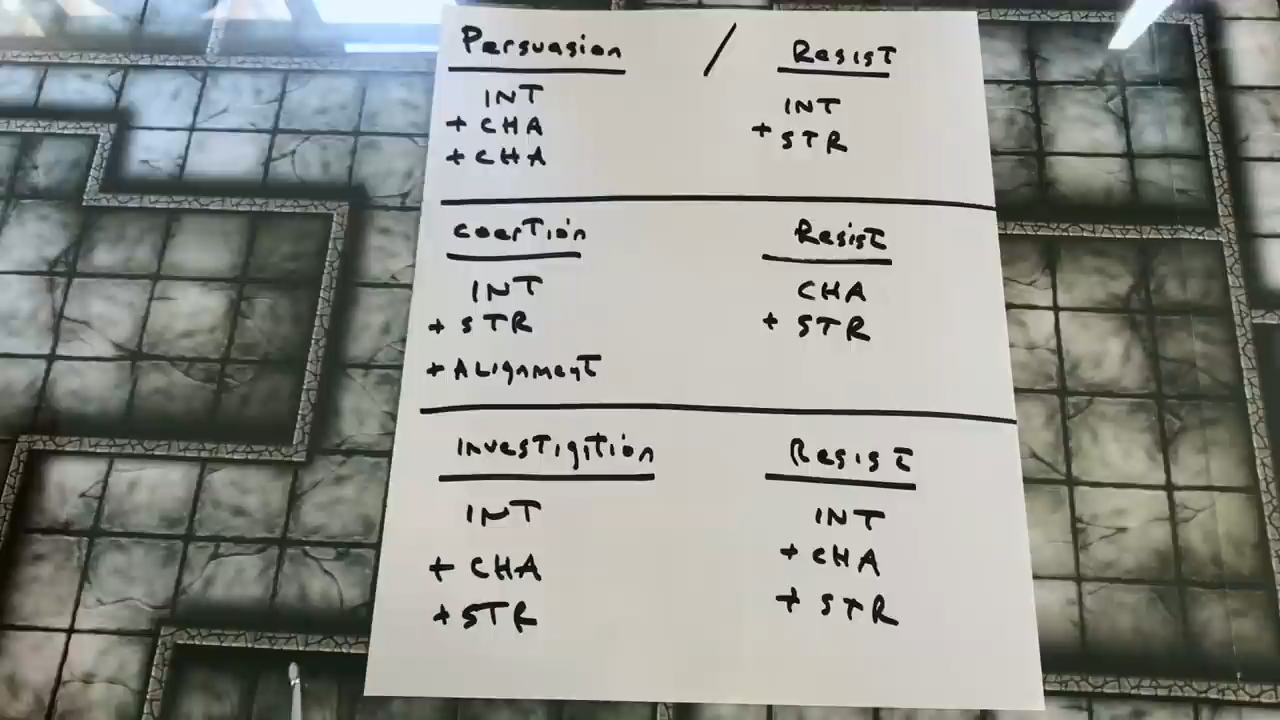 Persuasion / Resist
INT
+ CHA
+ CHA
INT
+ STR
Coertion
INT
+ STR
+ Alignment
Resist
CHA
+ STR
Investigition
INT
+ CHA
+ STR
Resist
INT
+ CHA
+ STR